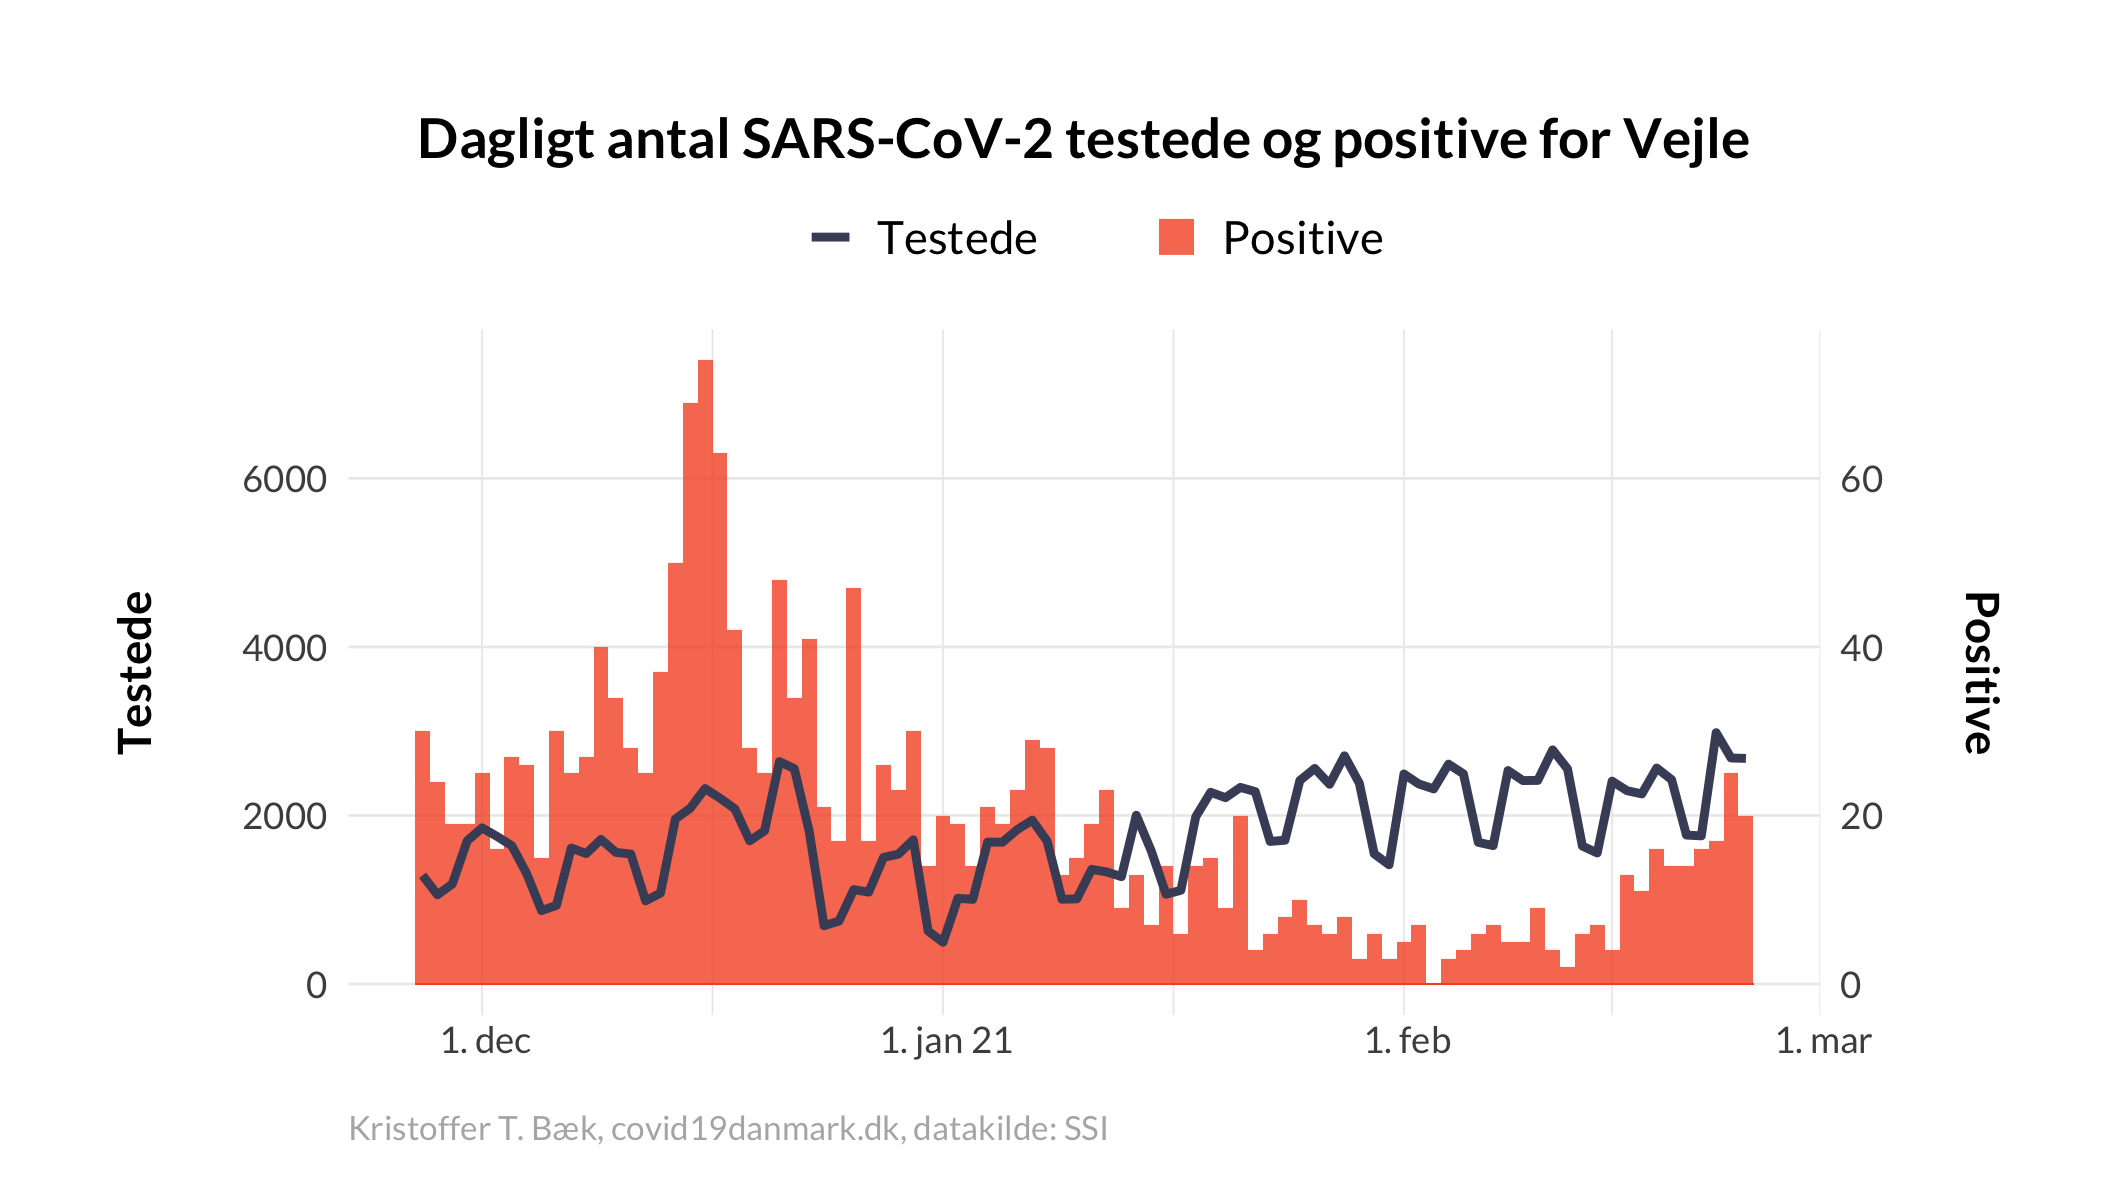 Dagligt antal SARS-CoV-2 testede og positive for Vejle
Testede
Positive
Testede
6000
4000
2000
0
60
40
20
0
Positive
1. dec
1. jan 21
1. feb
1. mar
Kristoffer T. Bæk, covid19danmark.dk, datakilde: SSI